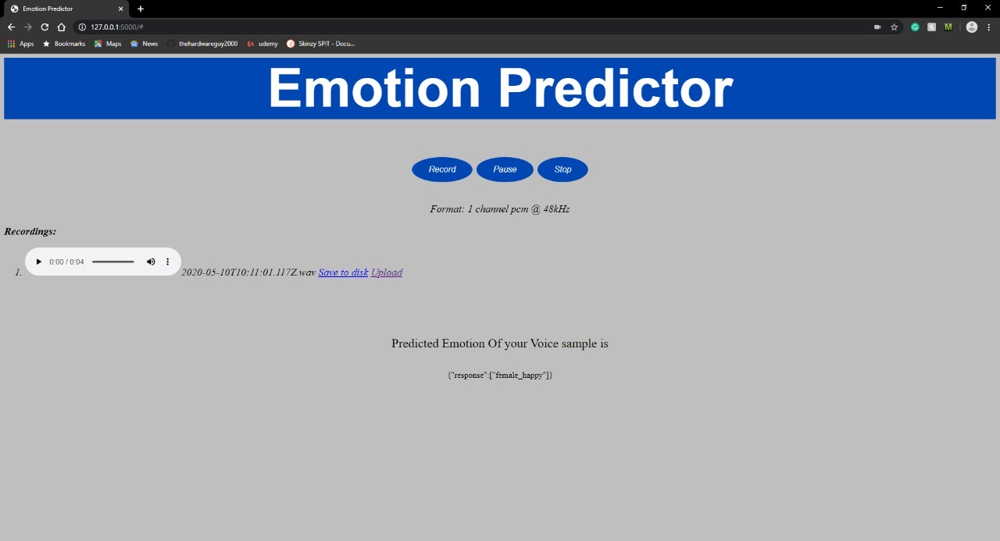 Emotion Predictor
127.0.0.1:5000/#
Apps Bookmarks Maps News thehardwareguy2000 udemy Skinzy SPIT - Docu...
Emotion Predictor
Record Pause Stop
Format: 1 channel pcm @ 48kHz
Recordings:
1. 0:00 / 0:04 2020-05-10T10:11:01.117Z.wav Save to disk Upload
Predicted Emotion Of your Voice sample is
{"response":["female_happy"]}